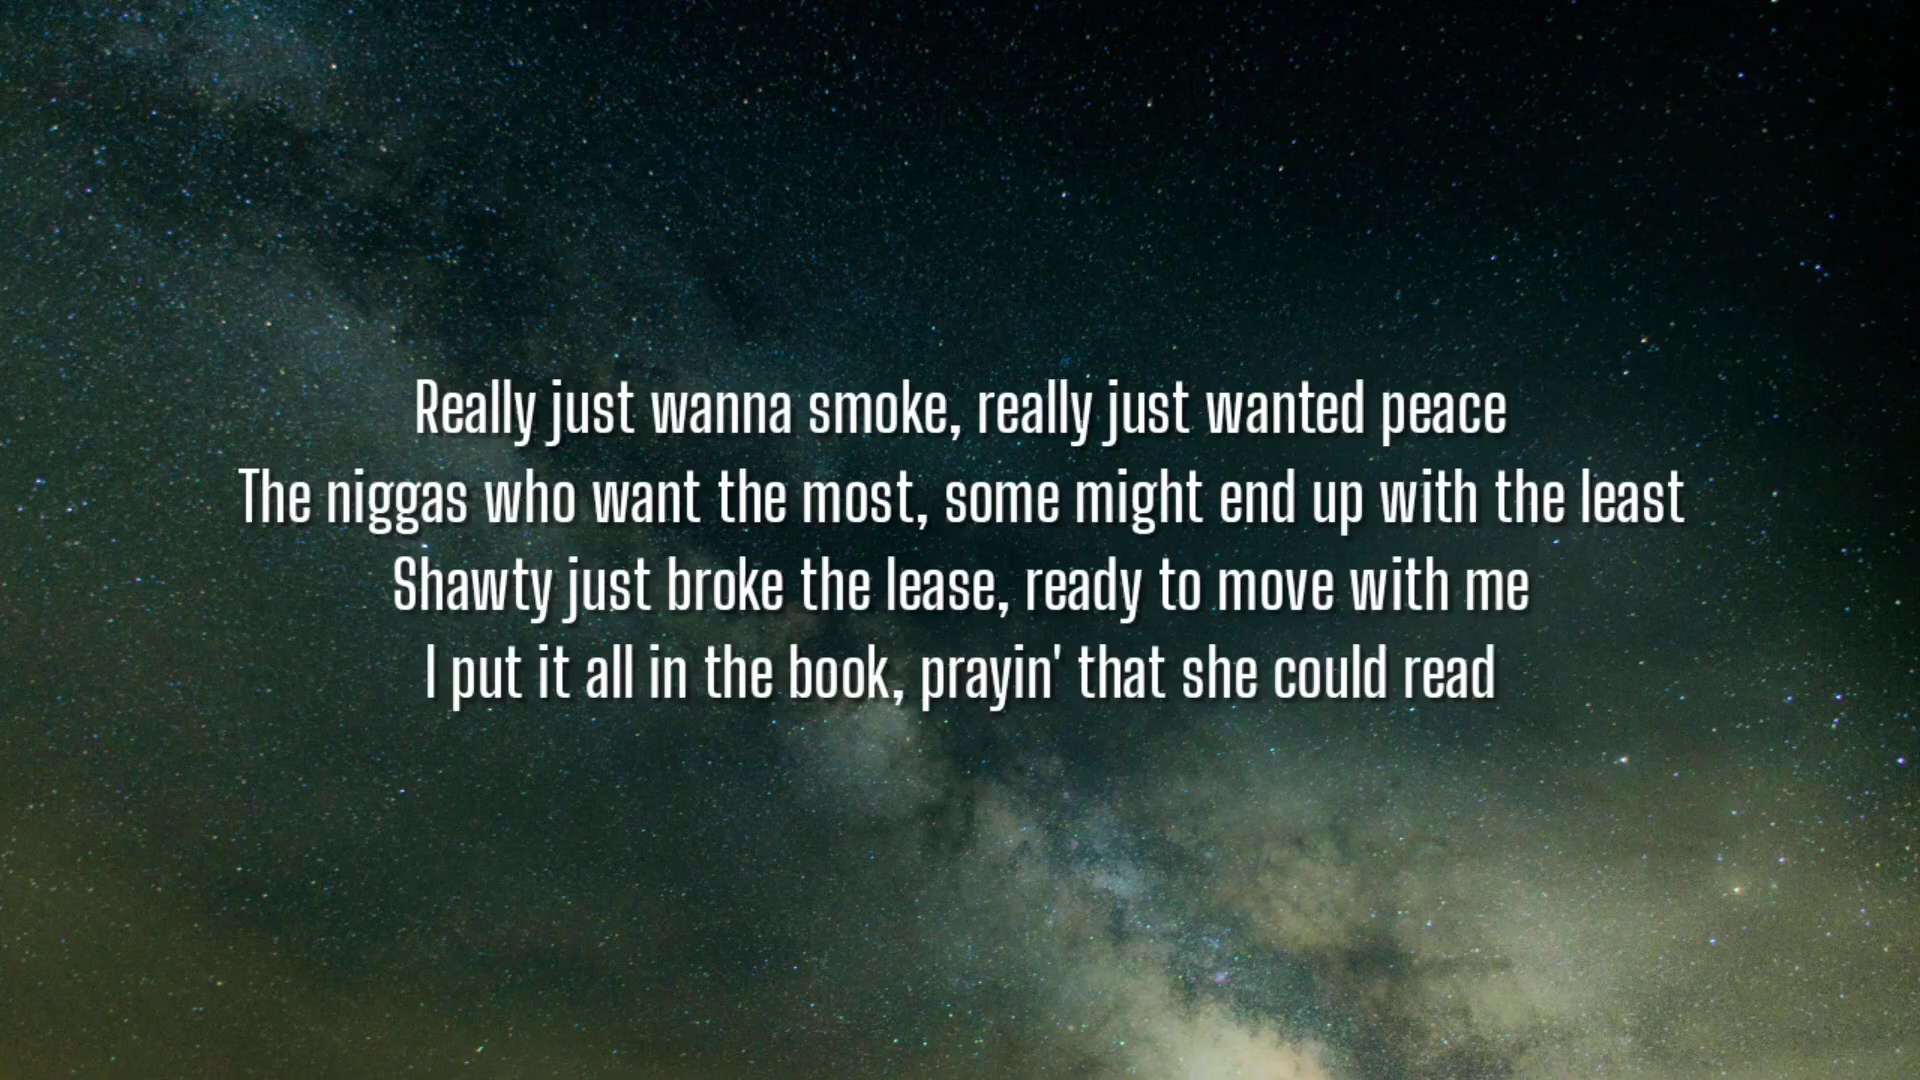 Really just wanna smoke, really just wanted peace
The niggas who want the most, some might end up with the least
Shawty just broke the lease, ready to move with me
I put it all in the book, prayin' that she could read